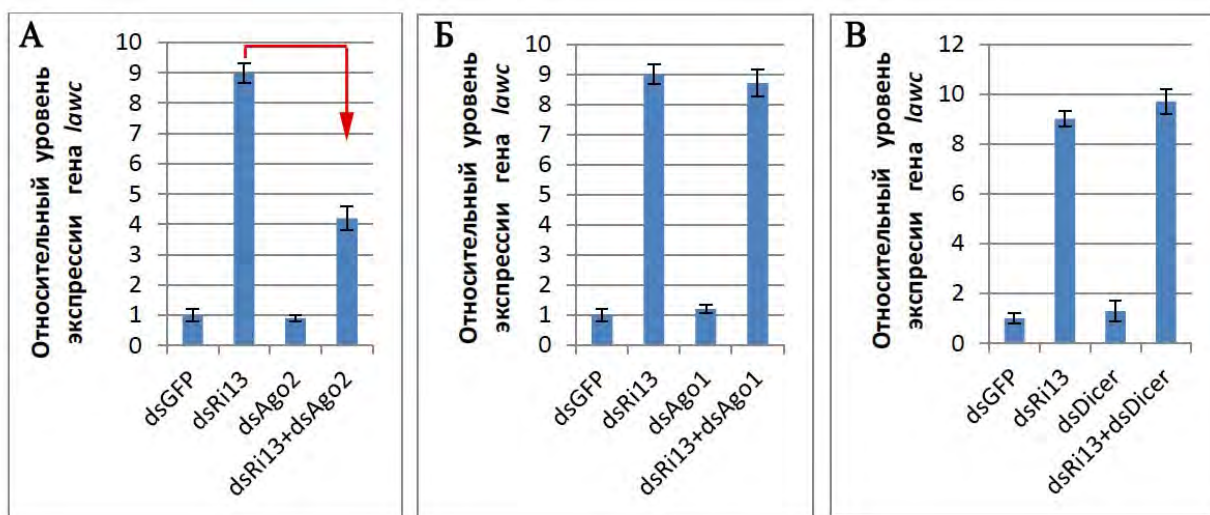 А
Относительный уровень
экспрессии гена lawc
10
9
8
7
6
5
4
3
2
1
0
dsGFP
dsRi13
dsAgo2
dsRi13+dsAgo2
Б
Относительный уровень
экспрессии гена lawc
10
9
8
7
6
5
4
3
2
1
0
dsGFP
dsRi13
dsAgo1
dsRi13+dsAgo1
В
Относительный уровень
экспресии гена lawc
12
10
8
6
4
2
0
dsGFP
dsRi13
dsDicer
dsRi13+dsDicer